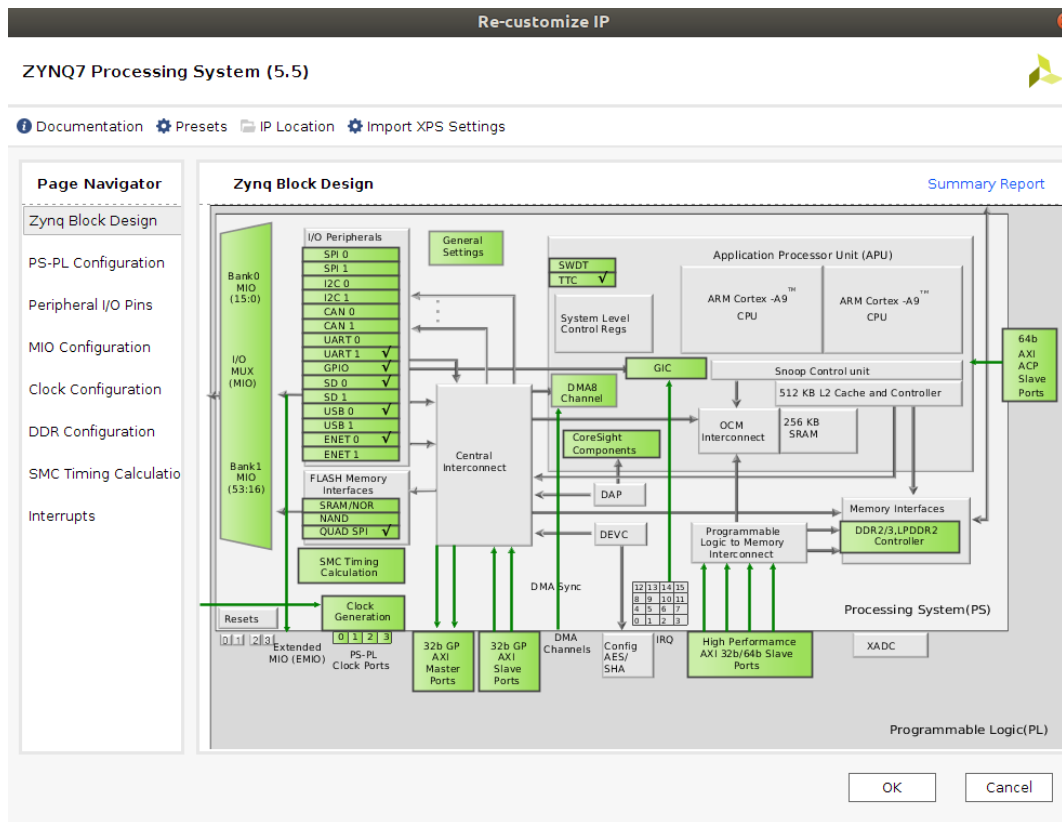 Re-customize IP
ZYNQ7 Processing System (5.5)
Documentation Presets IP Location Import XPS Settings
Page Navigator
Zynq Block Design
PS-PL Configuration
Peripheral I/O Pins
MIO Configuration
Clock Configuration
DDR Configuration
SMC Timing Calculatio
Interrupts
Zynq Block Design
Summary Report
Bank0
MIO
(15:0)
I/O
MUX
(MIO)
Bank1
MIO
(53:16)
I/O Peripherals
SPI 0
SPI 1
I2C 0
I2C 1
CAN 0
CAN 1
UART 0
UART 1 √
GPIO √
SD 0 √
SD 1
USB 0 √
USB 1
ENET 0 √
ENET 1
FLASH Memory
Interfaces
SRAM/NOR
NAND
QUAD SPI √
SMC Timing
Calculation
Clock
Generation
0 1 2 3
PS-PL
Clock Ports
Resets
0 1 2 3
Extended
MIO (EMIO)
General
Settings
Central
Interconnect
32b GP
AXI
Master
Ports
32b GP
AXI
Slave
Ports
DMA Sync
DMA
Channels
Application Processor Unit (APU)
SWDT
TTC √
System Level
Control Regs
ARM Cortex -A9 ™
CPU
ARM Cortex -A9 ™
CPU
GIC
Snoop Control unit
DMA8
Channel
512 KB L2 Cache and Controller
OCM
Interconnect
256 KB
SRAM
CoreSight
Components
DAP
DEVC
Programmable
Logic to Memory
Interconnect
Memory Interfaces
DDR2/3,LPDDR2
Controller
64b
AXI
ACP
Slave
Ports
12 13 14 15
8 9 10 11
4 5 6 7
0 1 2 3
IRQ
Config
AES/
SHA
High Performamce
AXI 32b/64b Slave
Ports
Processing System(PS)
XADC
Programmable Logic(PL)
OK
Cancel